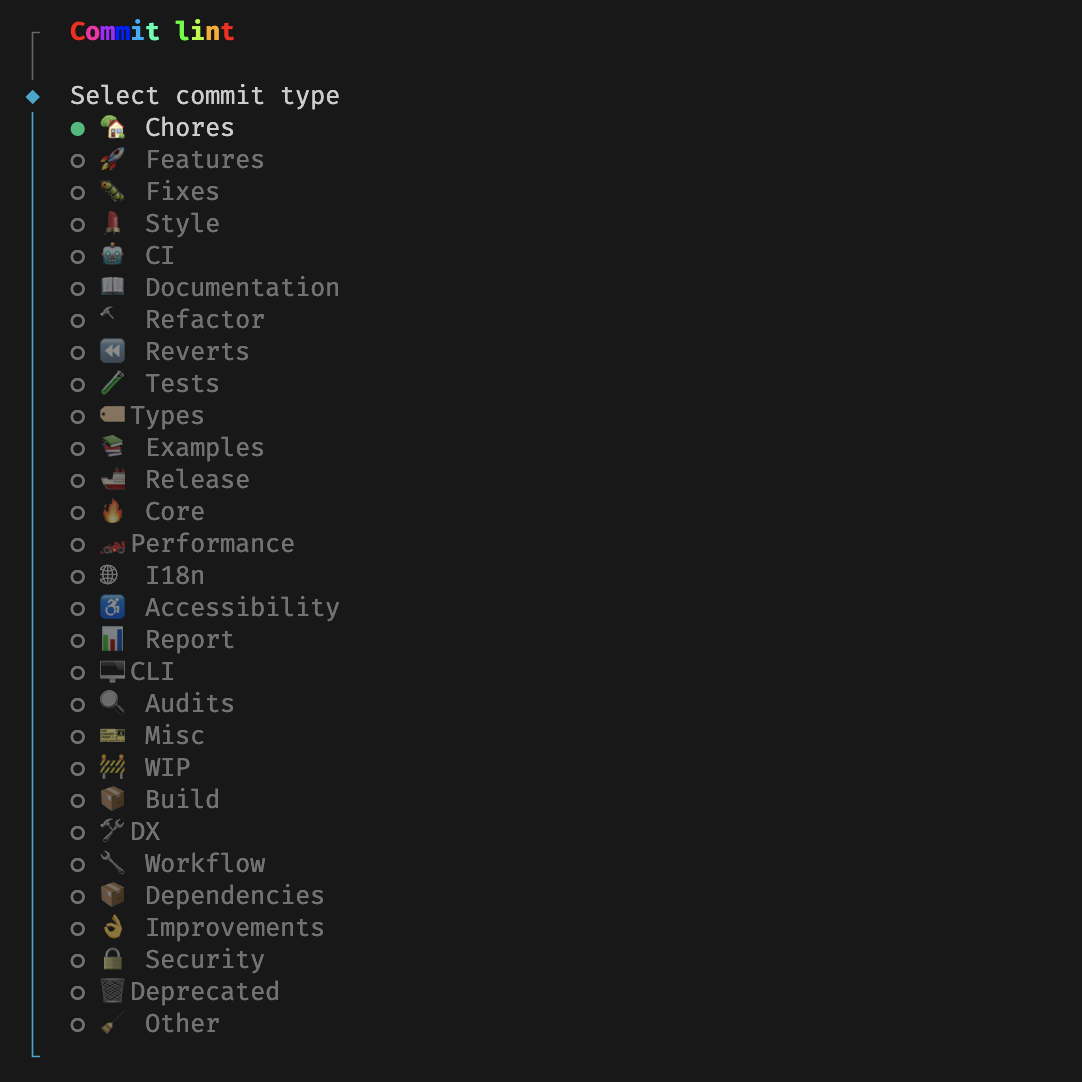 Commit lint
Select commit type
Chores
Features
Fixes
Style
CI
Documentation
Refactor
Reverts
Tests
Types
Examples
Release
Core
Performance
I18n
Accessibility
Report
CLI
Audits
Misc
WIP
Build
DX
Workflow
Dependencies
Improvements
Security
Deprecated
Other